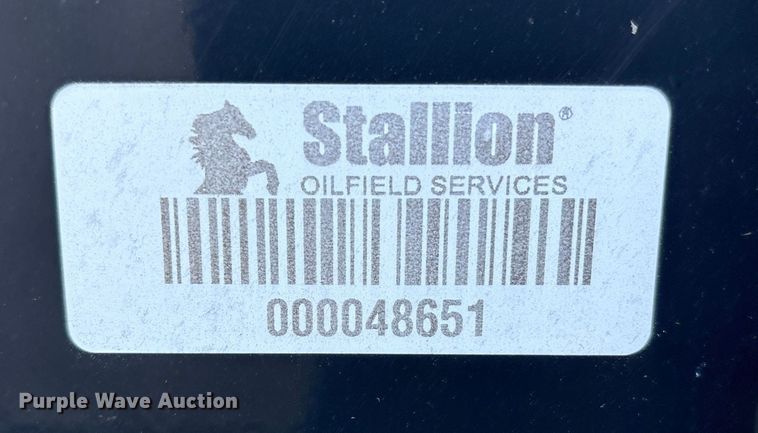 Stallion®
OILFIELD SERVICES
000048651
Purple Wave Auction